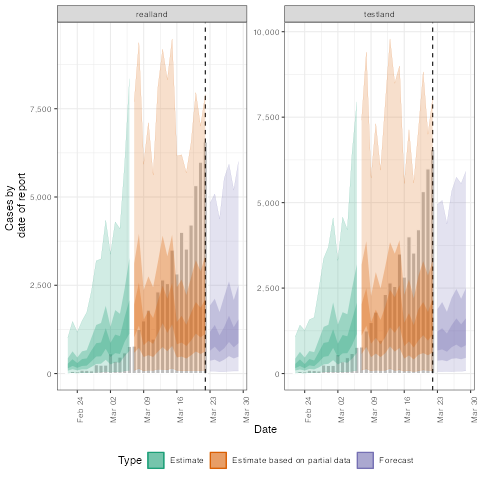 realland
testland
10,000
7,500
7,500
5,000
5,000
2,500
2,500
0
0
Cases by
date of report
Feb 24
Mar 02
Mar 09
Mar 16
Mar 23
Mar 30
Feb 24
Mar 02
Mar 09
Mar 16
Mar 23
Mar 30
Date
Type
Estimate
Estimate based on partial data
Forecast